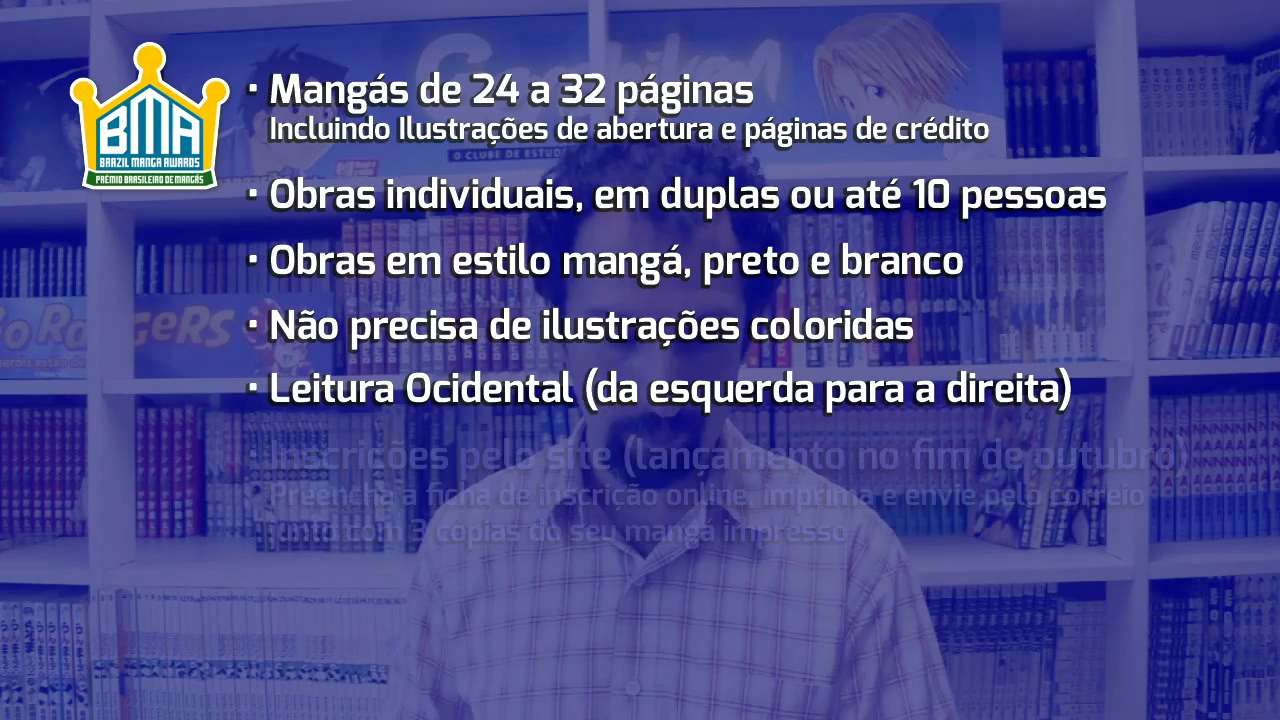 BMA
BRAZIL MANGA AWARDS
PRÊMIO BRASILEIRO DE MANGÁS
· Mangás de 24 a 32 páginas
Incluindo Ilustrações de abertura e páginas de crédito
O CLUBE DE
· Obras individuais, em duplas ou até 10 pessoas
· Obras em estilo mangá, preto e branco
· Não precisa de ilustrações coloridas
· Leitura Ocidental (da esquerda para a direita)
· Inscrições pelo site (lançamento no fim de outubro)
Preencha a ficha de inscrição online, imprima e envie pelo correio
junto com 3 cópias do seu mangá impresso